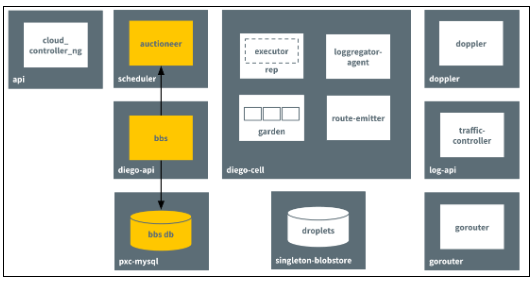 cloud_
controller_ng
api
auctioneer
scheduler
executor
rep
loggregator-
agent
garden
route-emitter
diego-cell
doppler
doppler
bbs
diego-api
traffic-
controller
log-api
bbs db
pxc-mysql
droplets
singleton-blobstore
gorouter
gorouter